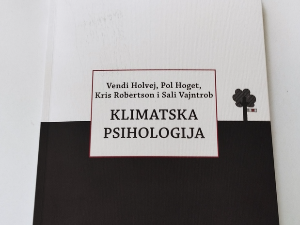 Vendi Holvej, Pol Hoget,
Kris Robertson i Sali Vajntrob
KLIMATSKA
PSIHOLOGIJA